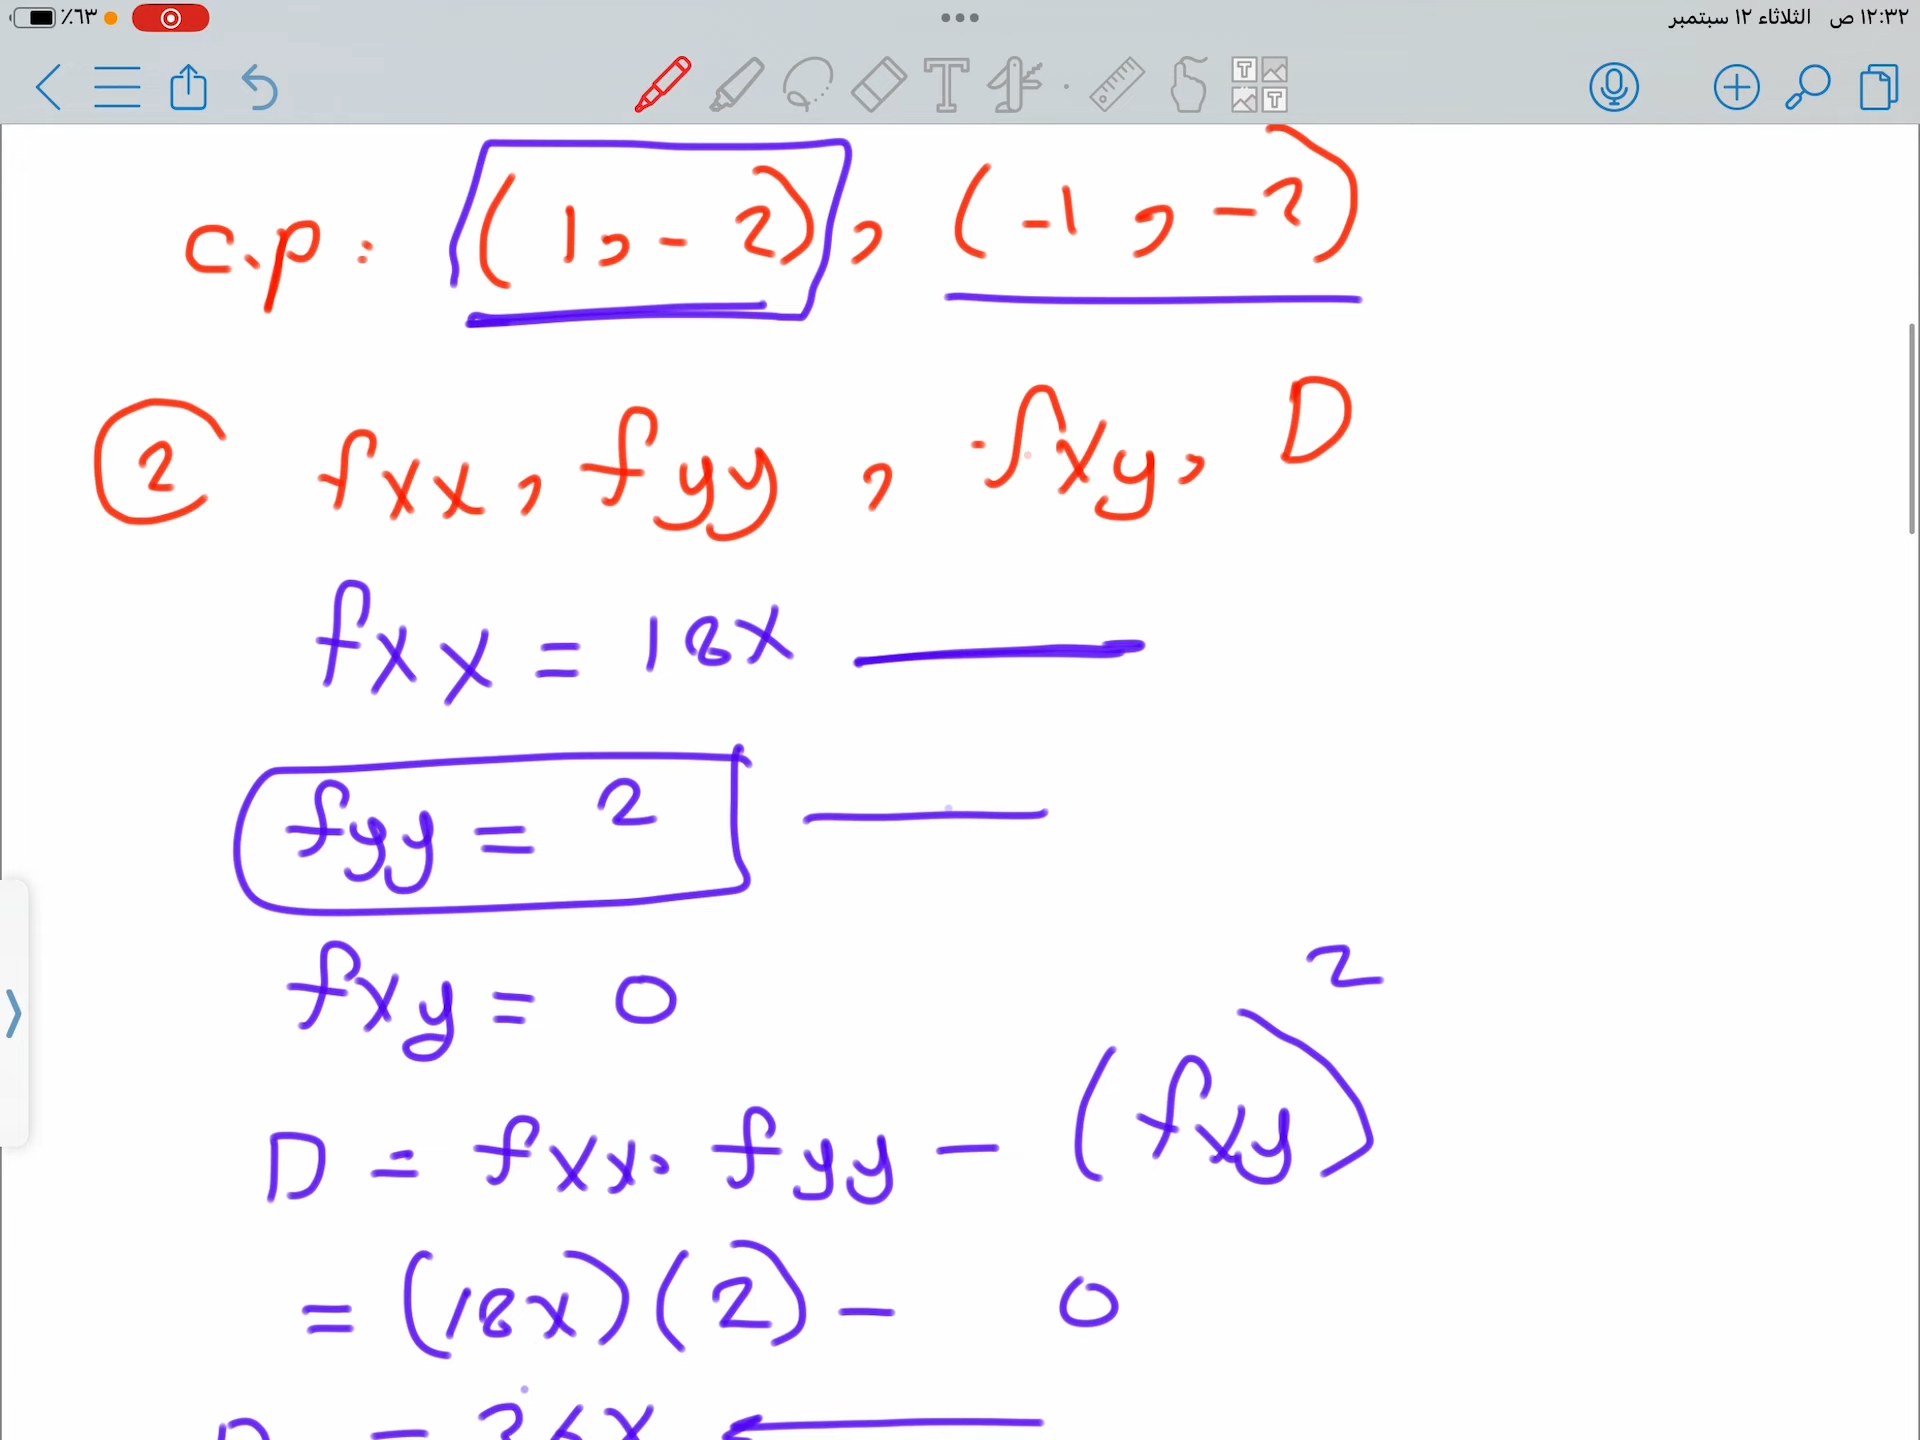 ١٢:٣٢ ص الثلاثاء ١٢ سبتمبر
٪٦٣
c.p : (1, -2), (-1, -2)
2 fxx, fyy, fxy, D
fxx = 18x
fyy = 2
fxy = 0
D = fxx. fyy - (fxy)²
= (18x)(2) - 0
D = 36x